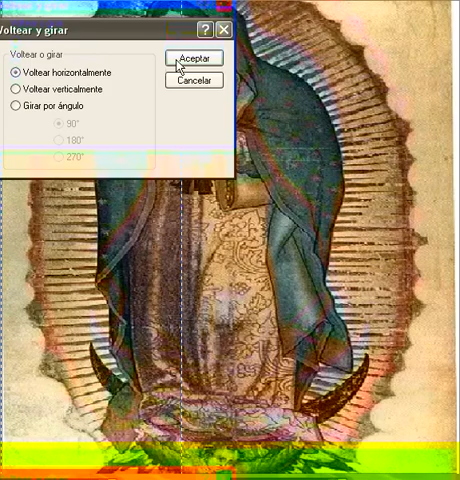 Voltear y girar
Voltear o girar
Aceptar
Voltear horizontalmente
Cancelar
Voltear verticalmente
Girar por ángulo
90°
180°
270°